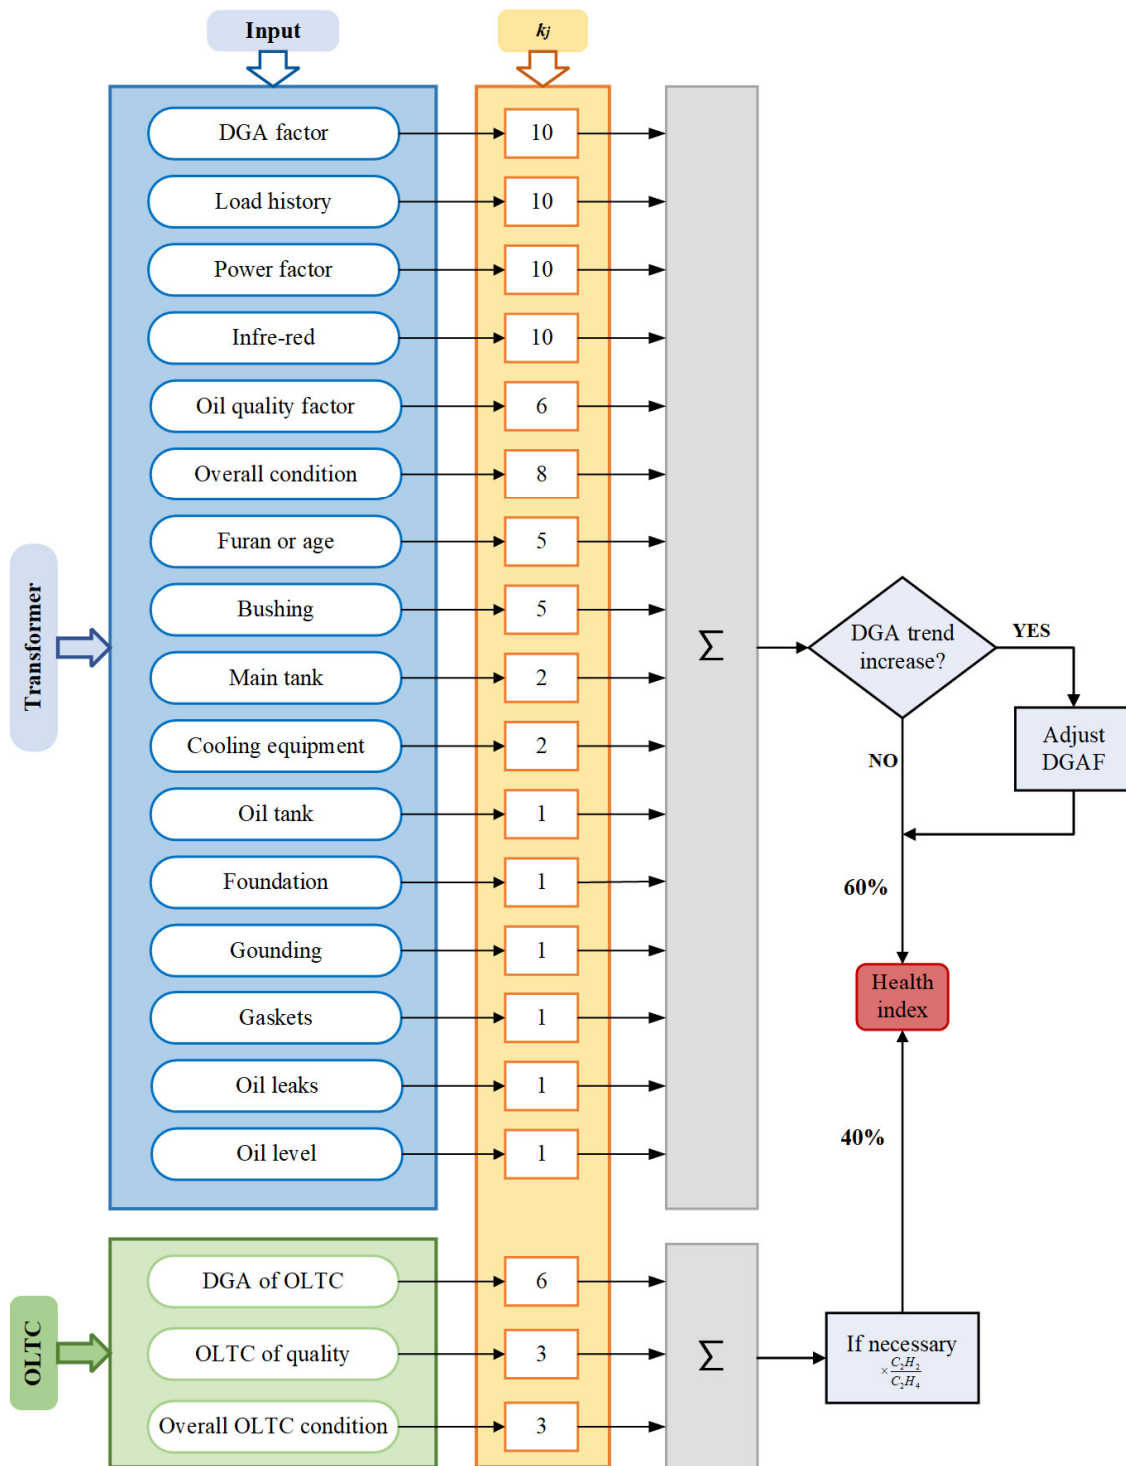 Input
kj
Transformer
DGA factor
10
Load history
10
Power factor
10
Infre-red
10
Oil quality factor
6
Overall condition
8
Furan or age
5
Bushing
5
Main tank
2
Cooling equipment
2
Oil tank
1
Foundation
1
Gounding
1
Gaskets
1
Oil leaks
1
Oil level
1
Σ
DGA trend
increase?
YES
Adjust
DGAF
NO
60%
Health
index
40%
OLTC
DGA of OLTC
6
OLTC of quality
3
Overall OLTC condition
3
Σ
If necessary
×C₂H₂
C₂H₄